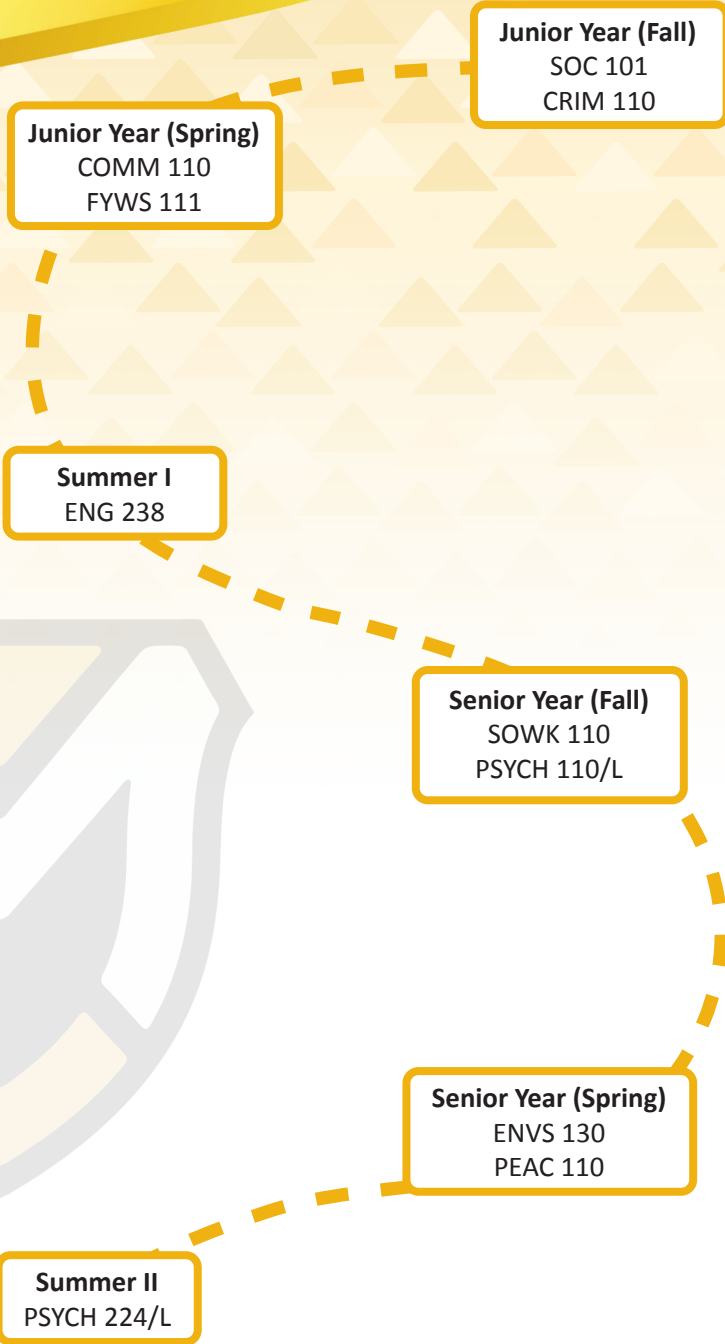 Junior Year (Fall)
SOC 101
CRIM 110
Junior Year (Spring)
COMM 110
FYWS 111
Summer I
ENG 238
Senior Year (Fall)
SOWK 110
PSYCH 110/L
Senior Year (Spring)
ENVS 130
PEAC 110
Summer II
PSYCH 224/L